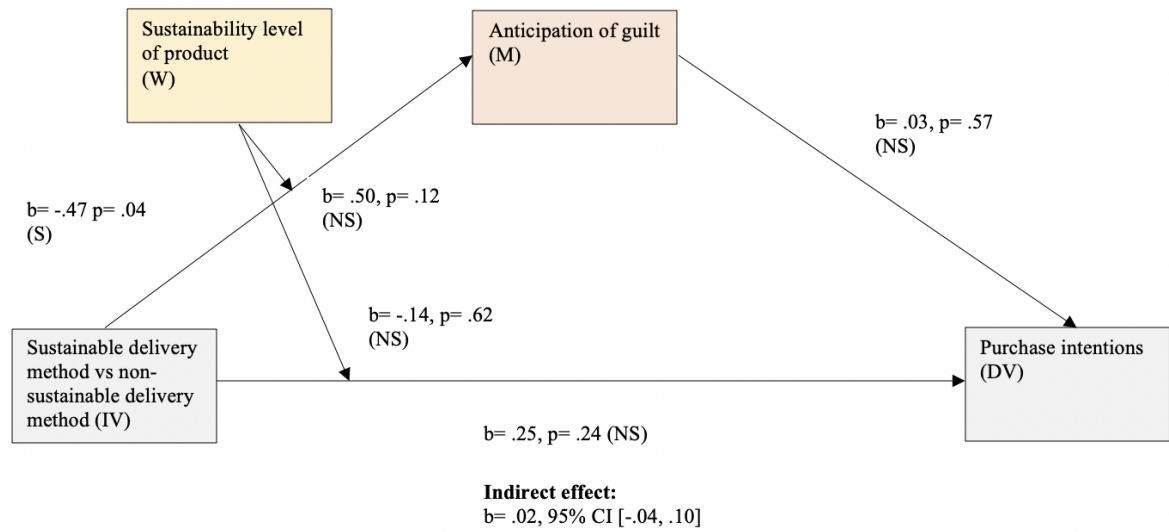 Sustainability level
of product
(W)
Anticipation of guilt
(M)
b= .03, p= .57
(NS)
b= -.47 p= .04
(S)
b= .50, p= .12
(NS)
b= -.14, p= .62
(NS)
Sustainable delivery
method vs non-
sustainable delivery
method (IV)
Purchase intentions
(DV)
b= .25, p= .24 (NS)
Indirect effect:
b= .02, 95% CI [-.04, .10]